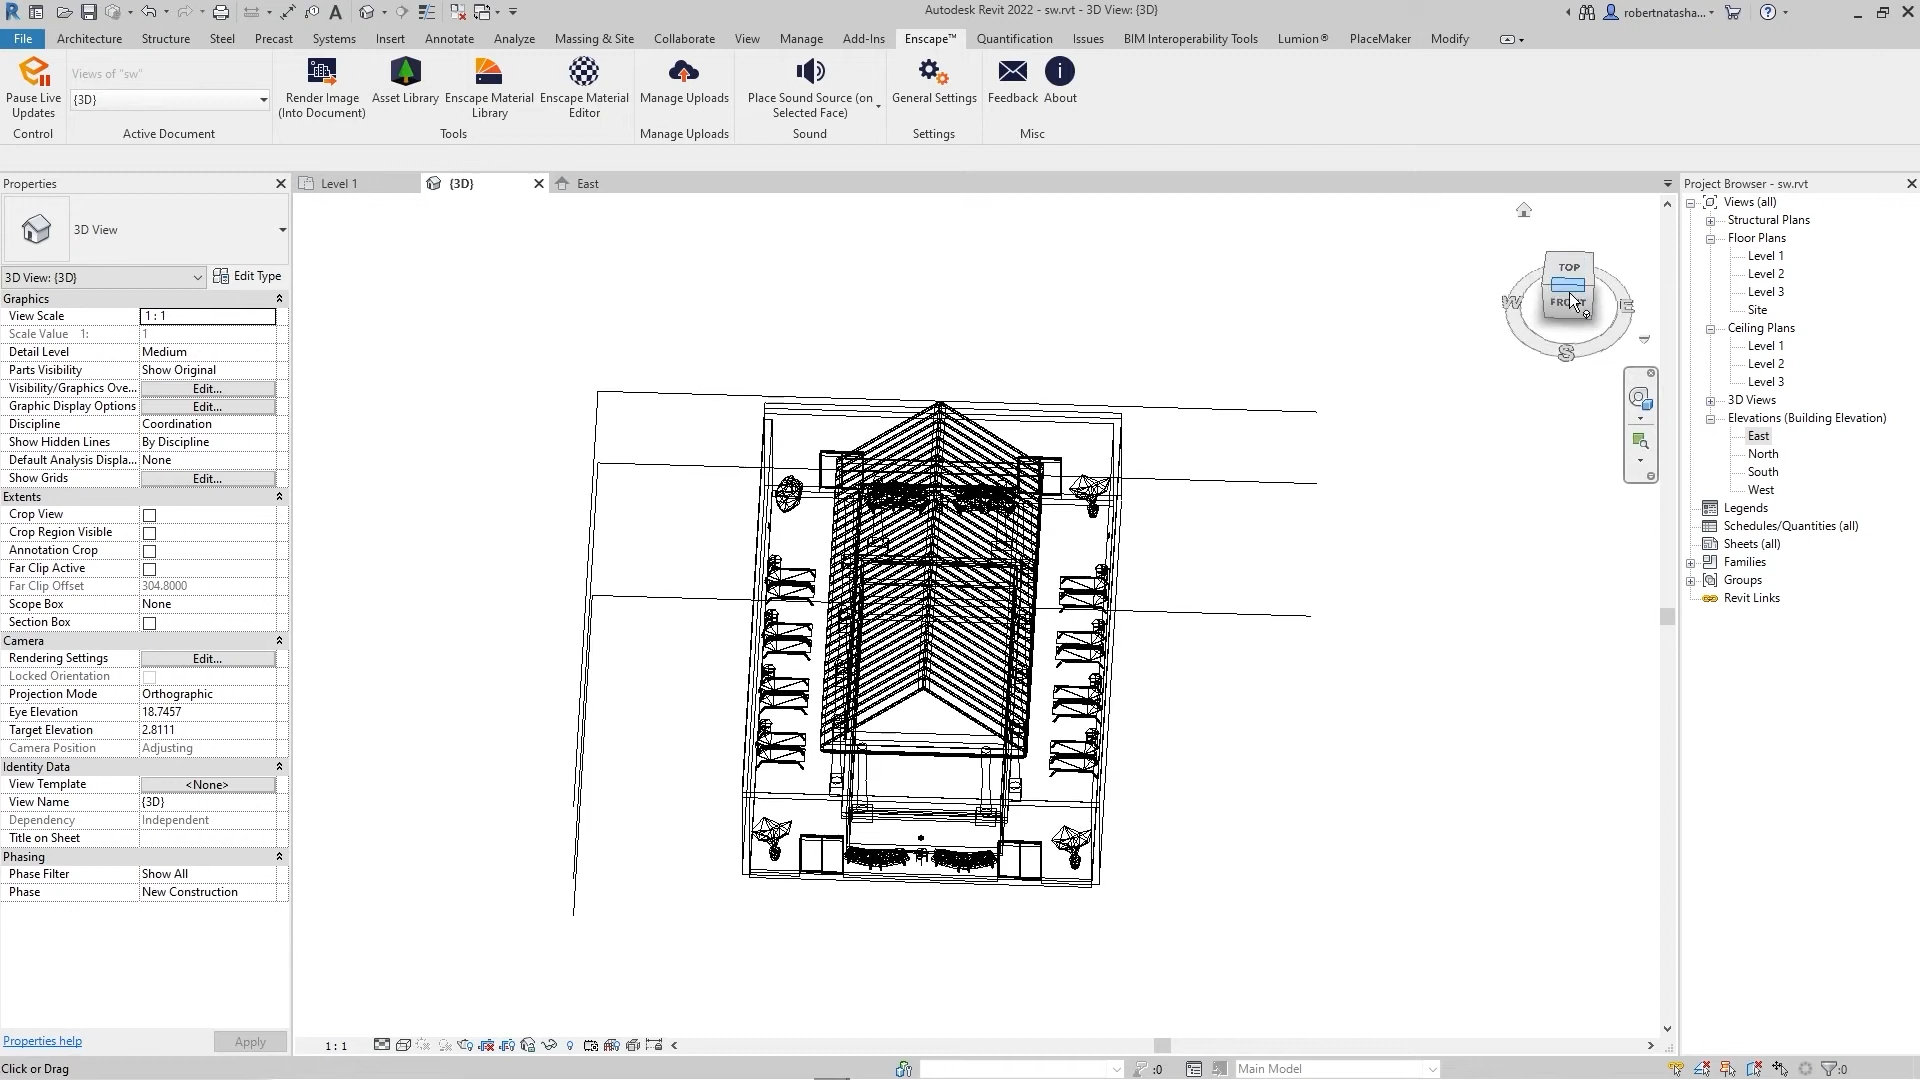 Autodesk Revit 2022 - sw.rvt - 3D View: {3D}
robertnatasha...
File Architecture Structure Steel Precast Systems Insert Annotate Analyze Massing & Site Collaborate View Manage Add-Ins Enscape™ Quantification Issues BIM Interoperability Tools Lumion® PlaceMaker Modify
Pause Live Updates
Control
Views of "sw"
{3D}
Active Document
Render Image (Into Document)
Asset Library
Enscape Material Library
Enscape Material Editor
Tools
Manage Uploads
Manage Uploads
Place Sound Source (on Selected Face)
Sound
General Settings
Settings
Feedback
About
Misc
Properties
Level 1
{3D}
East
Project Browser - sw.rvt
3D View
3D View: {3D}
Edit Type
Graphics
View Scale 1 : 1
Scale Value 1: 1
Detail Level Medium
Parts Visibility Show Original
Visibility/Graphics Ove... Edit...
Graphic Display Options Edit...
Discipline Coordination
Show Hidden Lines By Discipline
Default Analysis Displa... None
Show Grids Edit...
Extents
Crop View
Crop Region Visible
Annotation Crop
Far Clip Active
Far Clip Offset 304.8000
Scope Box None
Section Box
Camera
Rendering Settings Edit...
Locked Orientation
Projection Mode Orthographic
Eye Elevation 18.7457
Target Elevation 2.8111
Camera Position Adjusting
Identity Data
View Template <None>
View Name {3D}
Dependency Independent
Title on Sheet
Phasing
Phase Filter Show All
Phase New Construction
Properties help
Apply
TOP
FRONT
W
E
S
Views (all)
Structural Plans
Floor Plans
Level 1
Level 2
Level 3
Site
Ceiling Plans
Level 1
Level 2
Level 3
3D Views
Elevations (Building Elevation)
East
North
South
West
Legends
Schedules/Quantities (all)
Sheets (all)
Families
Groups
Revit Links
1 : 1
Click or Drag
:0
Main Model
:0